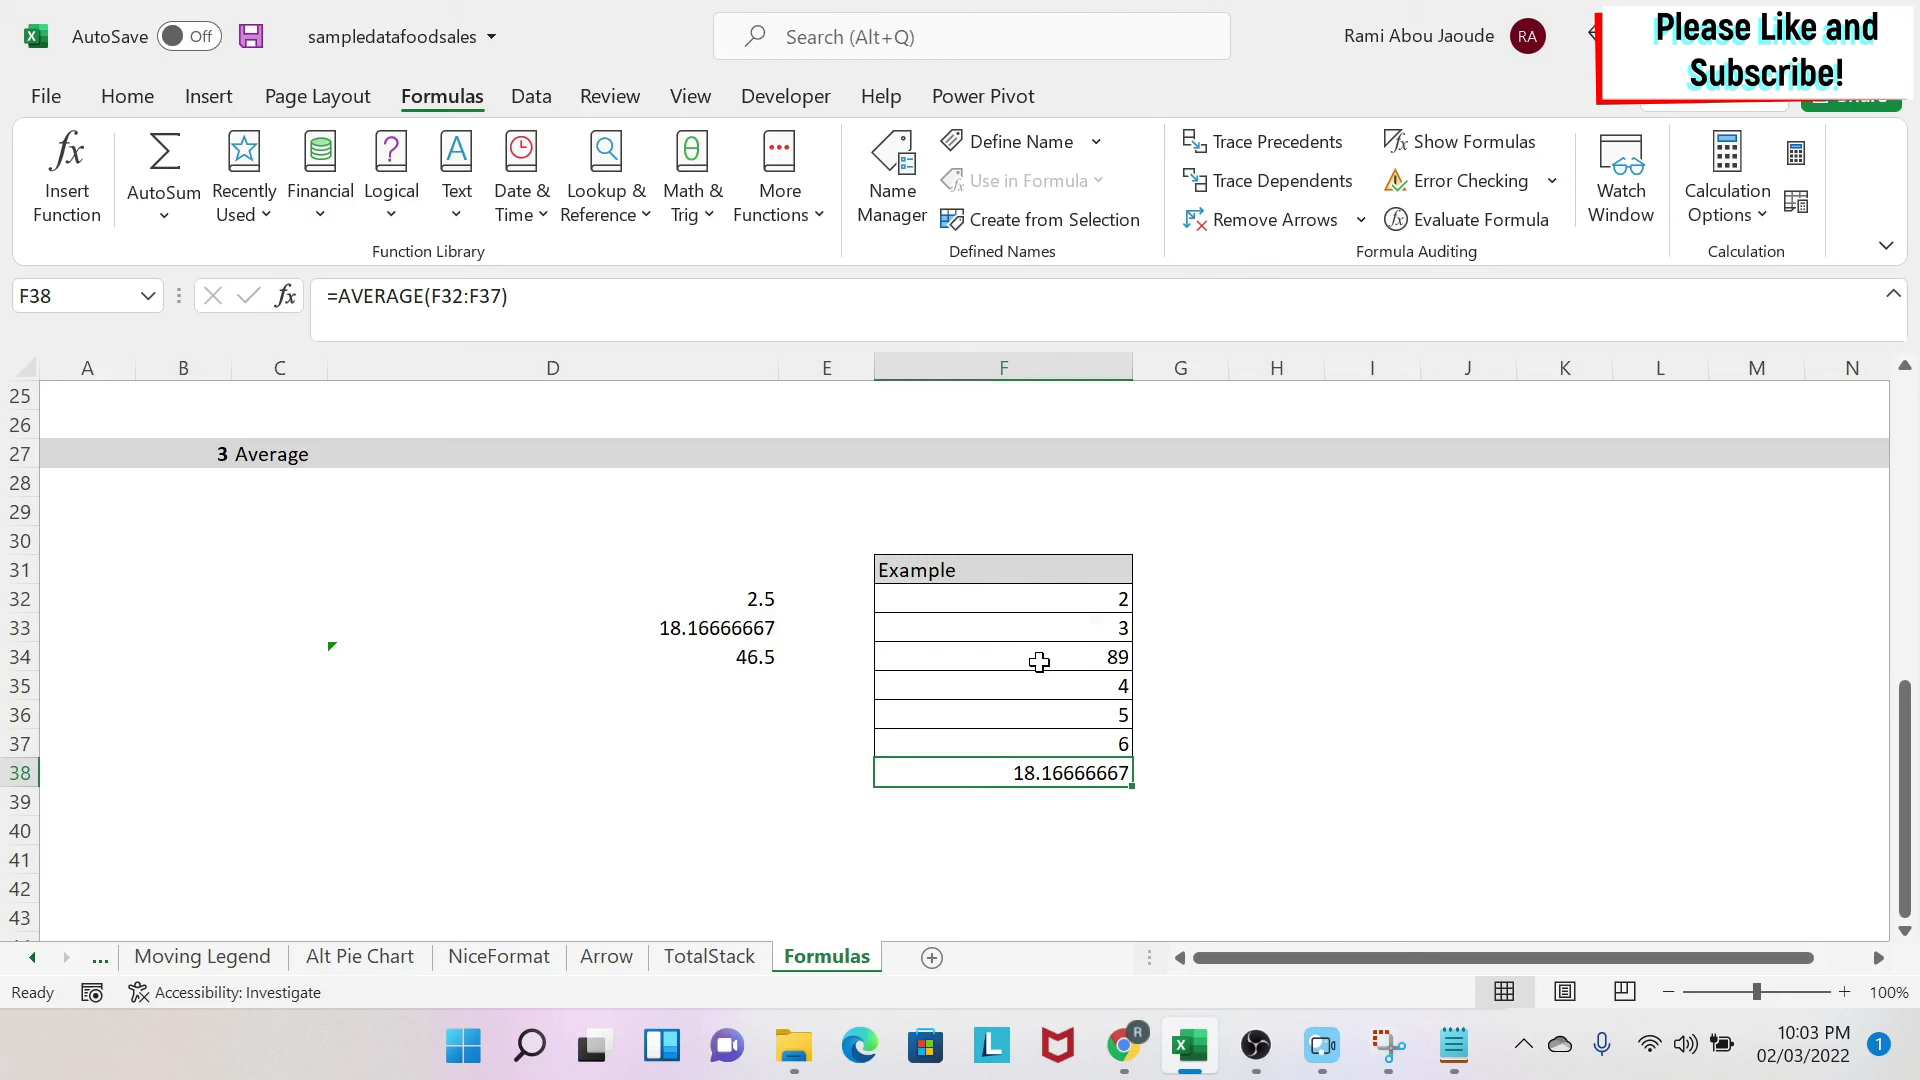 AutoSave Off sampledatafoodsales Search (Alt+Q) Rami Abou Jaoude RA
Please Like and
Subscribe!
File Home Insert Page Layout Formulas Data Review View Developer Help Power Pivot
Insert Function
AutoSum
Recently Used
Financial
Logical
Text
Date & Time
Lookup & Reference
Math & Trig
More Functions
Function Library
Name Manager
Define Name
Use in Formula
Create from Selection
Defined Names
Trace Precedents
Trace Dependents
Remove Arrows
Show Formulas
Error Checking
Evaluate Formula
Formula Auditing
Watch Window
Calculation Options
Calculation
F38 fx =AVERAGE(F32:F37)
A B C D E F G H I J K L M N
25
26
27 3 Average
28
29
30
31 Example
32 2.5 2
33 18.16666667 3
34 46.5 89
35 4
36 5
37 6
38 18.16666667
39
40
41
42
43
... Moving Legend Alt Pie Chart NiceFormat Arrow TotalStack Formulas
Ready Accessibility: Investigate 100%
R
10:03 PM
02/03/2022 1